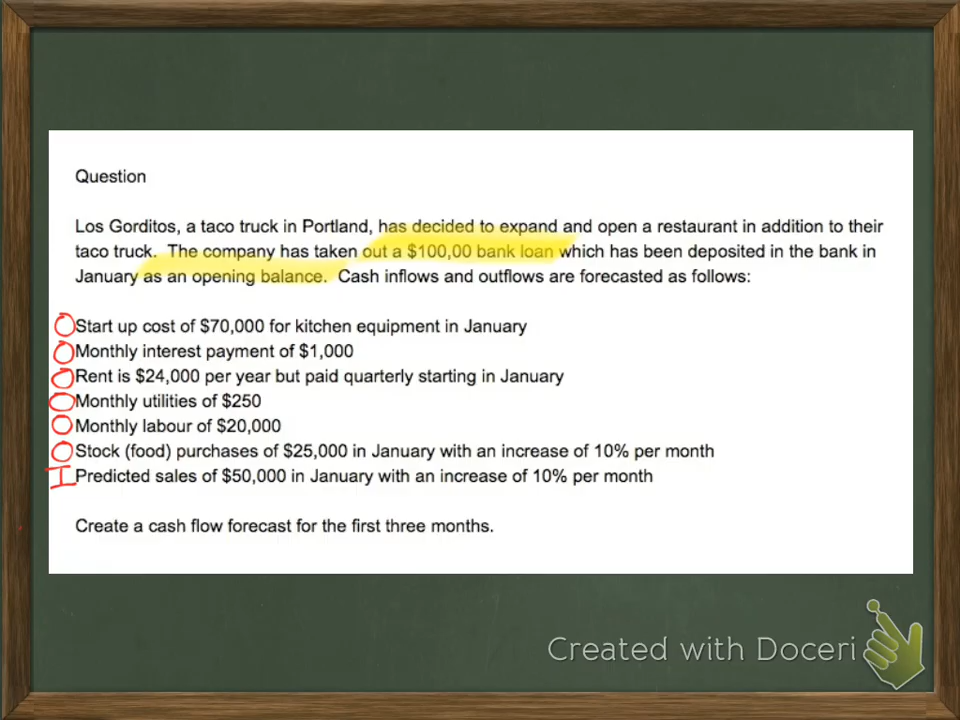 Question
Los Gorditos, a taco truck in Portland, has decided to expand and open a restaurant in addition to their
taco truck. The company has taken out a $100,00 bank loan which has been deposited in the bank in
January as an opening balance. Cash inflows and outflows are forecasted as follows:
O Start up cost of $70,000 for kitchen equipment in January
O Monthly interest payment of $1,000
O Rent is $24,000 per year but paid quarterly starting in January
O Monthly utilities of $250
O Monthly labour of $20,000
O Stock (food) purchases of $25,000 in January with an increase of 10% per month
I Predicted sales of $50,000 in January with an increase of 10% per month
Create a cash flow forecast for the first three months.
Created with Doceri